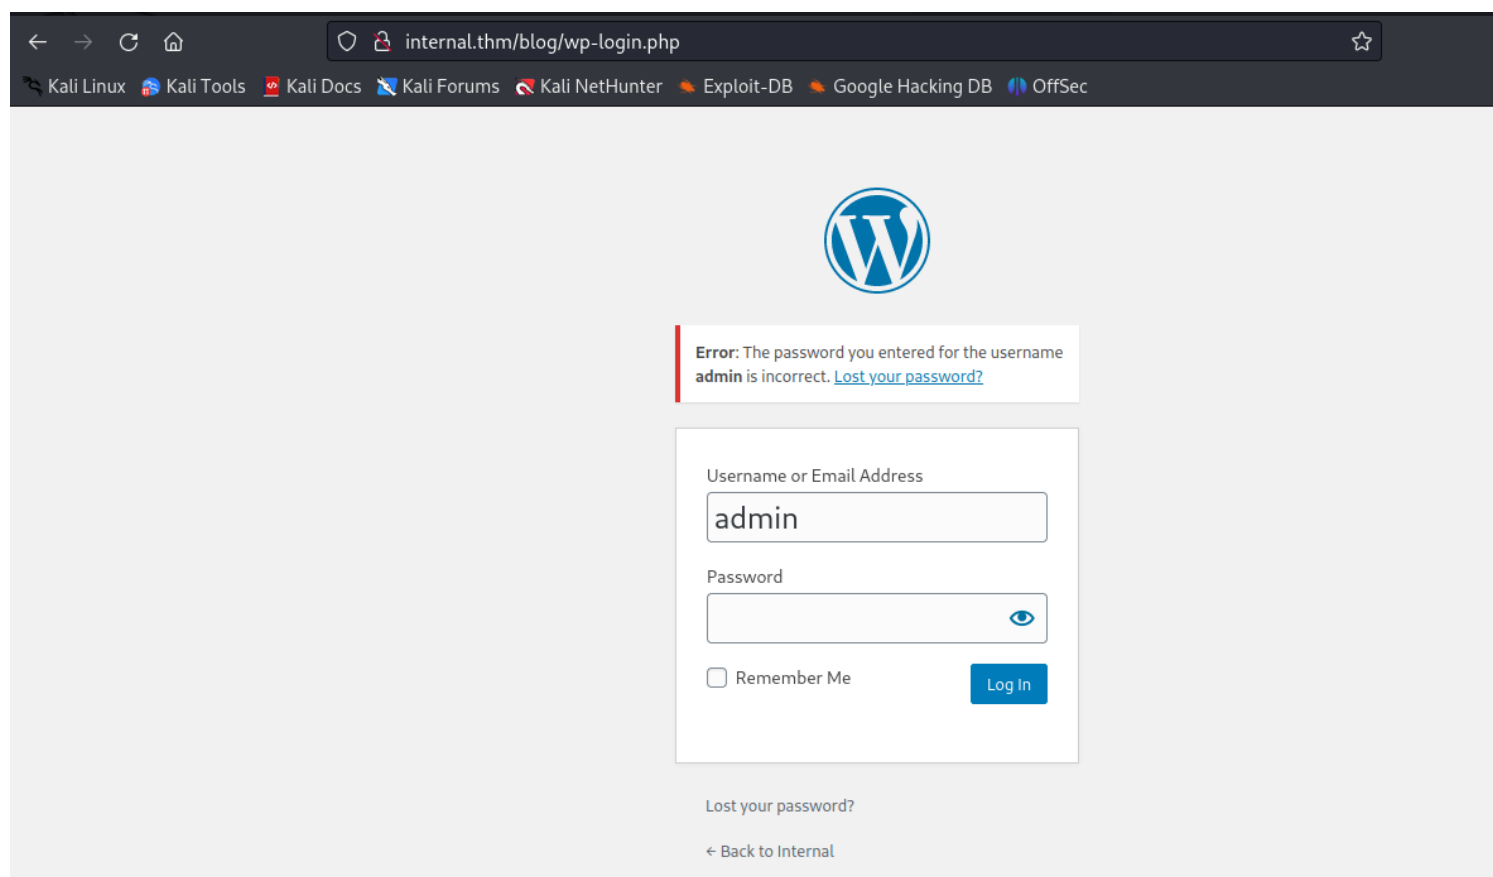 internal.thm/blog/wp-login.php
Kali Linux Kali Tools Kali Docs Kali Forums Kali NetHunter Exploit-DB Google Hacking DB OffSec
Error: The password you entered for the username
admin is incorrect. Lost your password?
Username or Email Address
admin
Password
Remember Me
Log In
Lost your password?
← Back to Internal